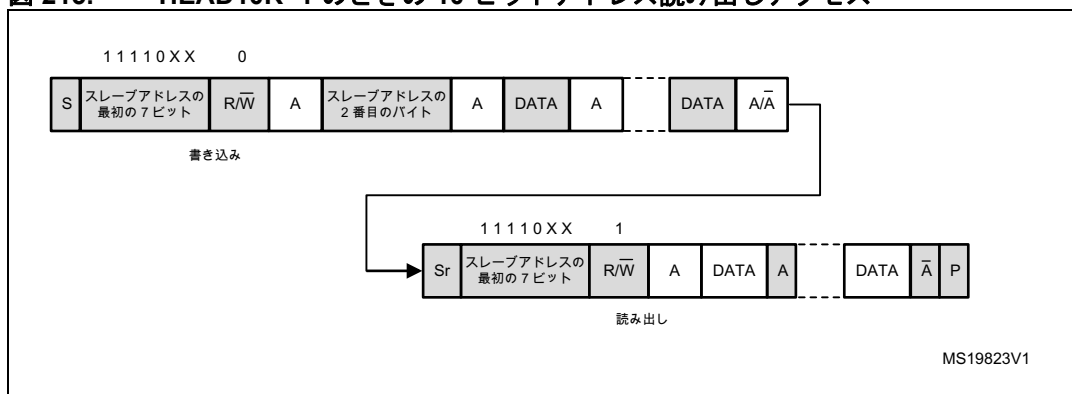 11110XX 0
S スレーブアドレスの最初の7ビット R/W̅ A スレーブアドレスの2番目のバイト A DATA A DATA A/A̅
書き込み
11110XX 1
Sr スレーブアドレスの最初の7ビット R/W̅ A DATA A DATA A̅ P
読み出し
MS19823V1